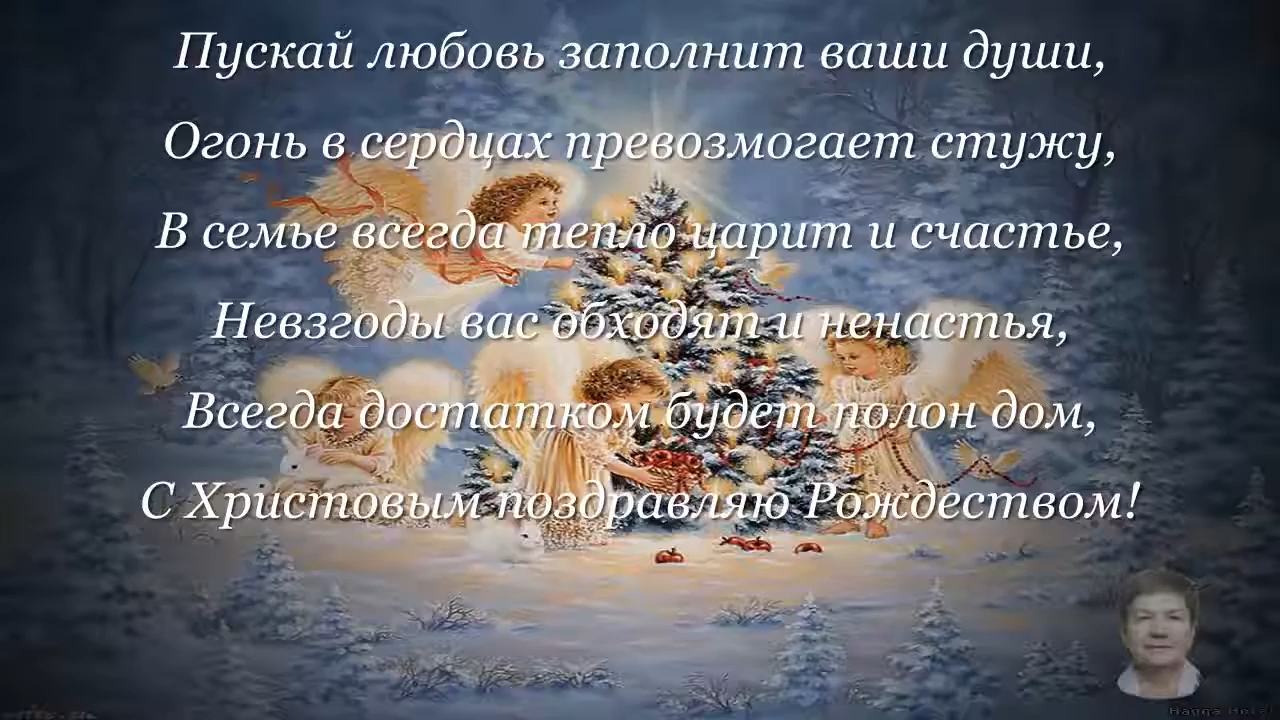 Пускай любовь заполнит ваши души,
Огонь в сердцах превозмогает стужу,
В семье всегда тепло царит и счастье,
Невзгоды вас обходят и ненастья,
Всегда достатком будет полон дом,
С Христовым поздравляю Рождеством!